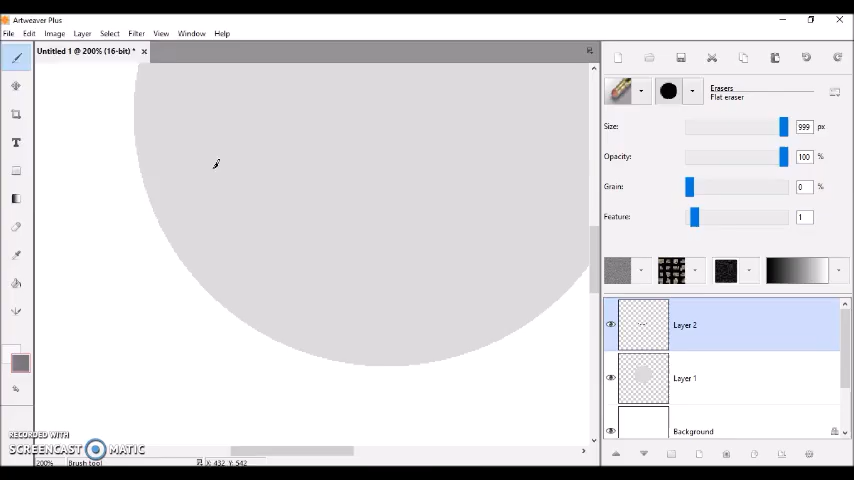 Artweaver Plus
File Edit Image Layer Select Filter View Window Help
Untitled 1 @ 200% (16-bit) *
Erasers
Flat eraser
Size: 999 px
Opacity: 100 %
Grain: 0 %
Feature: 1
Layer 2
Layer 1
Background
RECORDED WITH
SCREENCAST MATIC
200% Brush tool X: 432, Y: 542